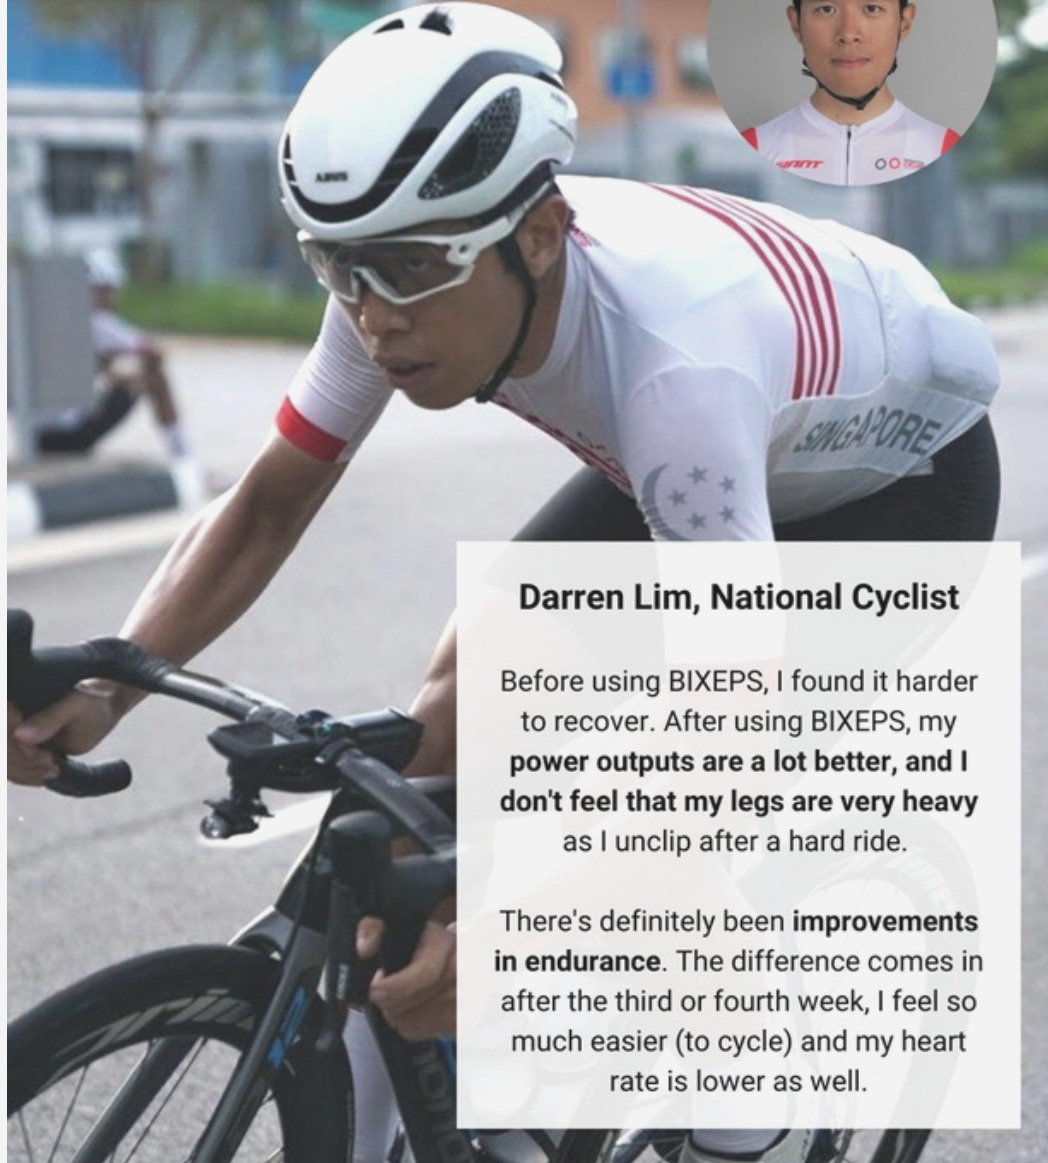 ABUS
SINGAPORE
Darren Lim, National Cyclist
Before using BIXEPS, I found it harder
to recover. After using BIXEPS, my
power outputs are a lot better, and I
don't feel that my legs are very heavy
as I unclip after a hard ride.
There's definitely been improvements
in endurance. The difference comes in
after the third or fourth week, I feel so
much easier (to cycle) and my heart
rate is lower as well.